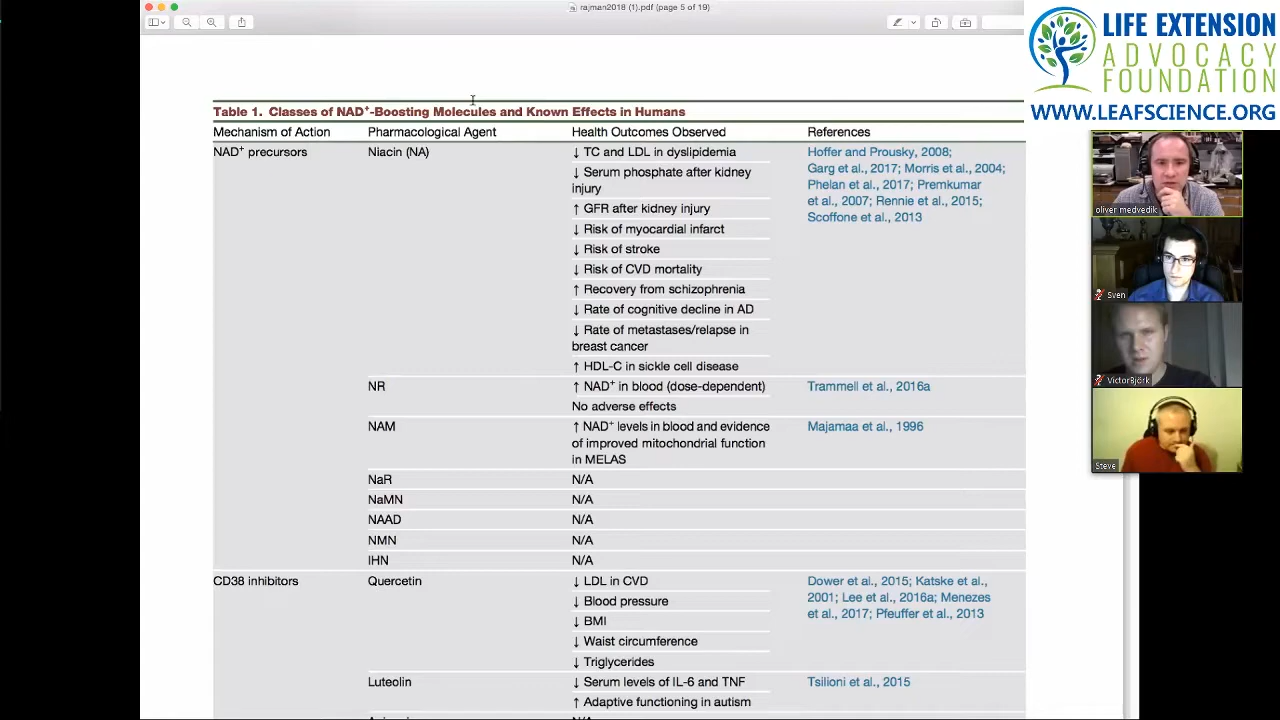 rajman2018 (1).pdf (page 5 of 19)
LIFE EXTENSION
ADVOCACY
FOUNDATION
WWW.LEAFSCIENCE.ORG
Table 1. Classes of NAD+-Boosting Molecules and Known Effects in Humans
Mechanism of Action Pharmacological Agent Health Outcomes Observed References
NAD+ precursors Niacin (NA) ↓ TC and LDL in dyslipidemia Hoffer and Prousky, 2008;
↓ Serum phosphate after kidney Garg et al., 2017; Morris et al., 2004;
injury Phelan et al., 2017; Premkumar
↑ GFR after kidney injury et al., 2007; Rennie et al., 2015;
↓ Risk of myocardial infarct Scoffone et al., 2013
↓ Risk of stroke
↓ Risk of CVD mortality
↑ Recovery from schizophrenia
↓ Rate of cognitive decline in AD
↓ Rate of metastases/relapse in
breast cancer
↑ HDL-C in sickle cell disease
NR ↑ NAD+ in blood (dose-dependent) Trammell et al., 2016a
No adverse effects
NAM ↑ NAD+ levels in blood and evidence Majamaa et al., 1996
of improved mitochondrial function
in MELAS
NaR N/A
NaMN N/A
NAAD N/A
NMN N/A
IHN N/A
CD38 inhibitors Quercetin ↓ LDL in CVD Dower et al., 2015; Katske et al.,
↓ Blood pressure 2001; Lee et al., 2016a; Menezes
↓ BMI et al., 2017; Pfeuffer et al., 2013
↓ Waist circumference
↓ Triglycerides
Luteolin ↓ Serum levels of IL-6 and TNF Tsilioni et al., 2015
↑ Adaptive functioning in autism
oliver medvedik
Sven
VictorBjörk
Steve